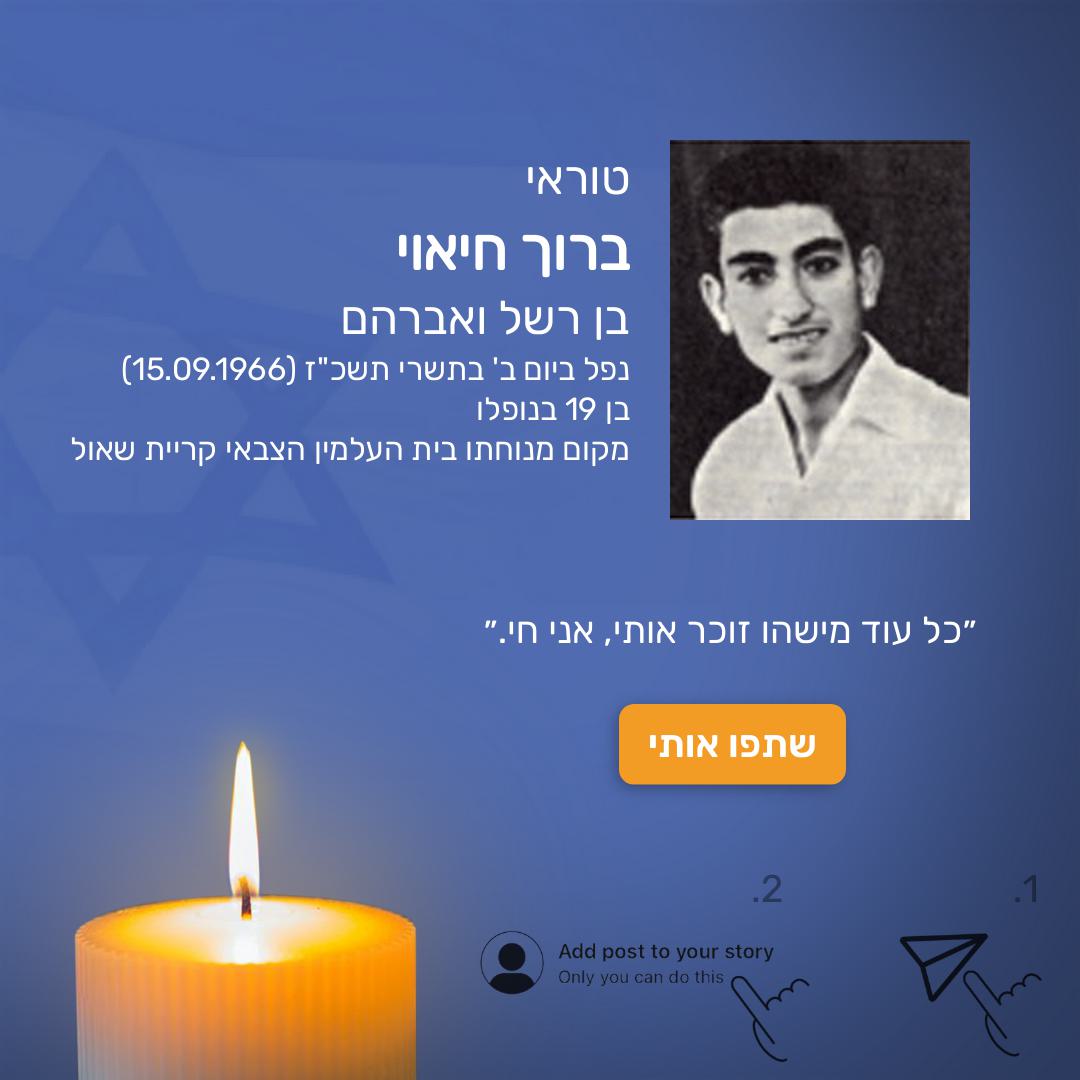 טוראי
ברוך חיאוי
בן רשל ואברהם
נפל ביום ב' בתשרי תשכ"ז (15.09.1966)
בן 19 בנופלו
מקום מנוחתו בית העלמין הצבאי קריית שאול
״כל עוד מישהו זוכר אותי, אני חי.״
שתפו אותי
1.
2.
Add post to your story
Only you can do this